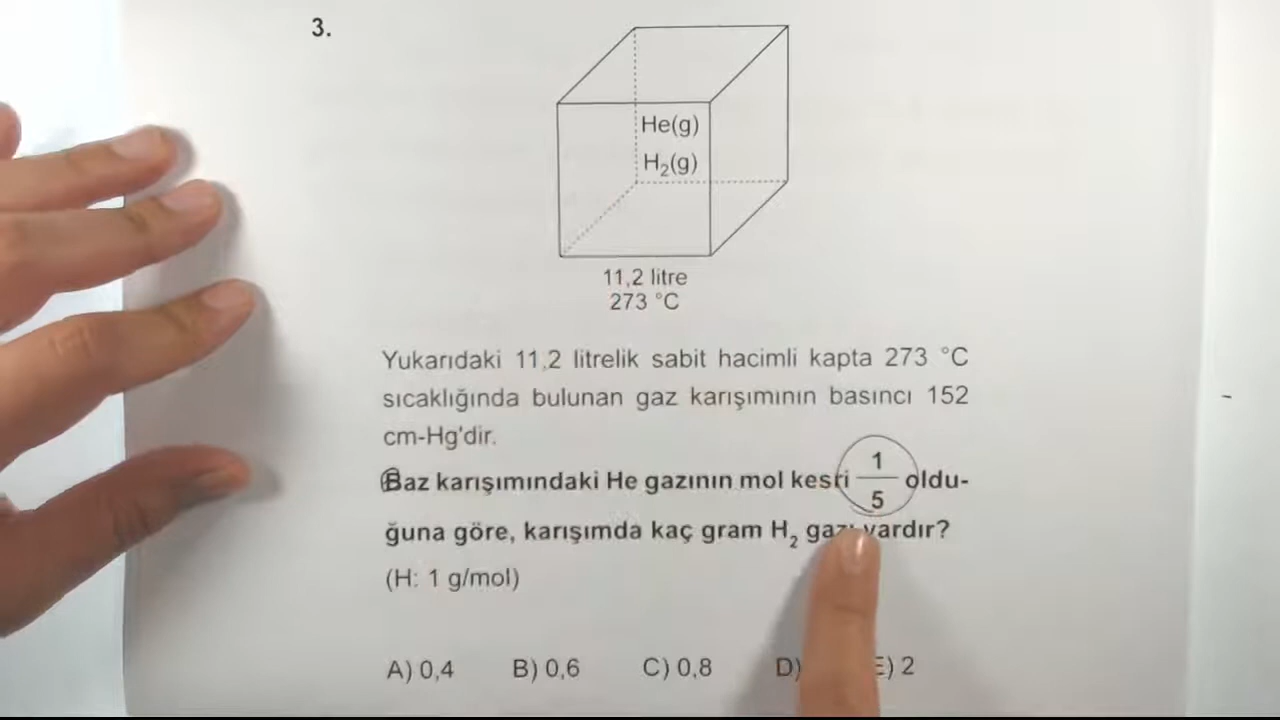 3.
He(g)
H₂(g)
11,2 litre
273 °C
Yukarıdaki 11,2 litrelik sabit hacimli kapta 273 °C
sıcaklığında bulunan gaz karışımının basıncı 152
cm-Hg'dir.
Baz karışımındaki He gazının mol kesri 1/5 oldu-
ğuna göre, karışımda kaç gram H₂ gazı vardır?
(H: 1 g/mol)
A) 0,4 B) 0,6 C) 0,8 D) E) 2